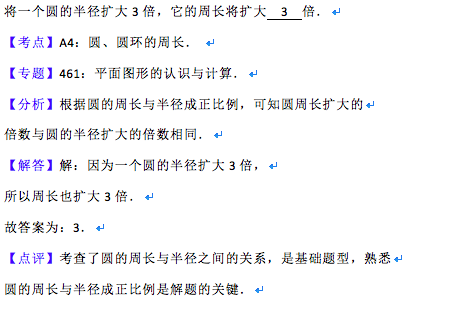 将一个圆的半径扩大 3 倍，它的周长将扩大 3 倍．
【考点】A4：圆、圆环的周长．
【专题】461：平面图形的认识与计算．
【分析】根据圆的周长与半径成正比例，可知圆周长扩大的
倍数与圆的半径扩大的倍数相同．
【解答】解：因为一个圆的半径扩大 3 倍，
所以周长也扩大 3 倍．
故答案为：3．
【点评】考查了圆的周长与半径之间的关系，是基础题型，熟悉
圆的周长与半径成正比例是解题的关键．